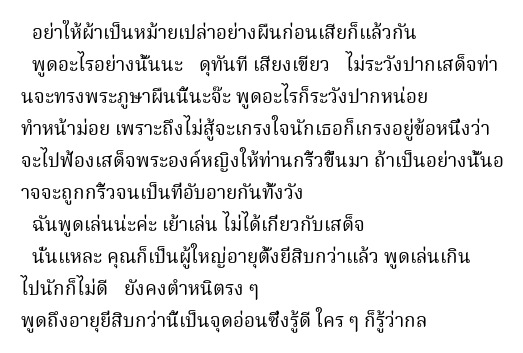 อย่าให้ผ้าเป็นหม้ายเปล่าอย่างผืนก่อนเสียก็แล้วกัน
พูดอะไรอย่างนั้นนะ ดุทันที เสียงเขียว ไม่ระวังปากเสด็จท่า
นจะทรงพระภูษาผืนนี้นะจ๊ะ พูดอะไรก็ระวังปากหน่อย
ทำหน้าม่อย เพราะถึงไม่สู้จะเกรงใจนักเธอก็เกรงอยู่ข้อหนึ่งว่า
จะไปฟ้องเสด็จพระองค์หญิงให้ท่านกริ้วขึ้นมา ถ้าเป็นอย่างนั้นอ
าจจะถูกกริ้วจนเป็นที่อับอายกันทั้งวัง
ฉันพูดเล่นน่ะค่ะ เย้าเล่น ไม่ได้เกี่ยวกับเสด็จ
นั่นแหละ คุณก็เป็นผู้ใหญ่อายุตั้งยี่สิบกว่าแล้ว พูดเล่นเกิน
ไปนักก็ไม่ดี ยังคงตำหนิตรง ๆ
พูดถึงอายุยี่สิบกว่านี่เป็นจุดอ่อนซึ่งรู้ดี ใคร ๆ ก็รู้ว่ากล